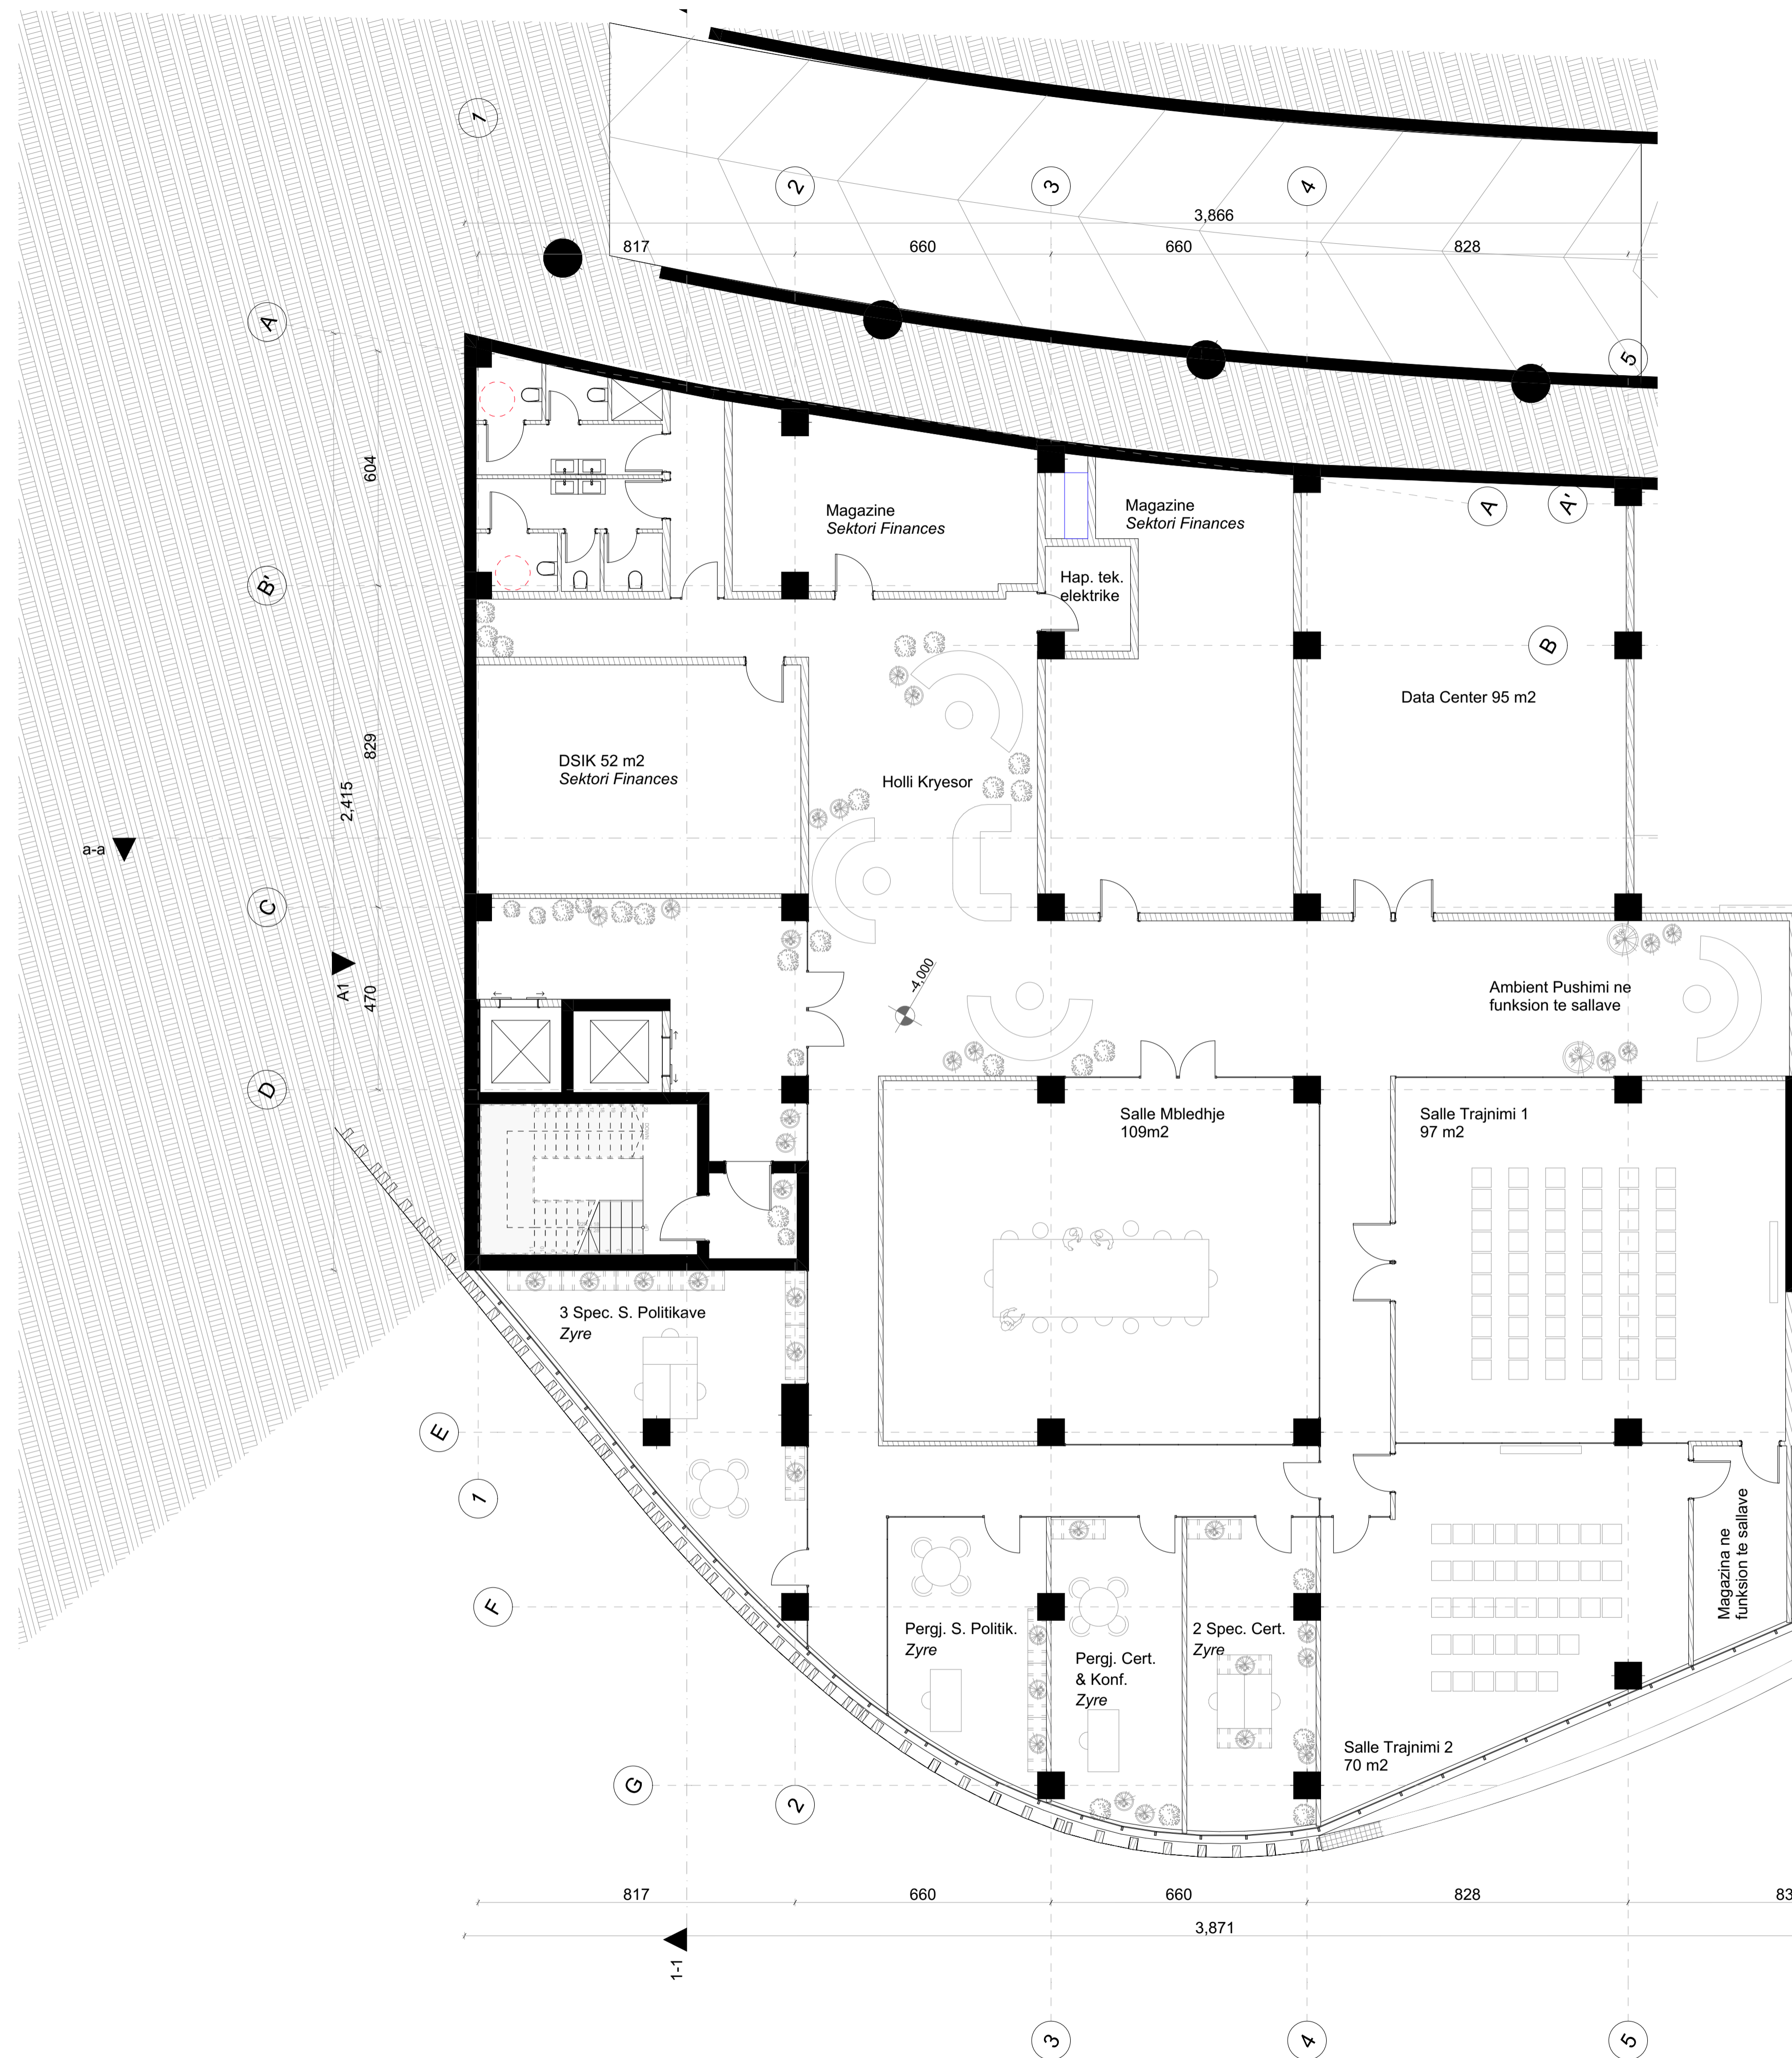 1
2
3
4
3,866
817
660
660
828
A
5
604
A
A'
Magazine
Sektori Finances
Magazine
Sektori Finances
Hap. tek.
elektrike
B'
B
Data Center 95 m2
829
2,415
DSIK 52 m2
Sektori Finances
Holli Kryesor
a-a
C
A1
470
-4,000
Ambient Pushimi ne
funksion te sallave
D
Salle Mbledhje
109m2
Salle Trajnimi 1
97 m2
DOWN
UP
3 Spec. S. Politikave
Zyre
E
1
Magazina ne
funksion te sallave
F
Pergj. S. Politik.
Zyre
Pergj. Cert.
& Konf.
Zyre
2 Spec. Cert.
Zyre
Salle Trajnimi 2
70 m2
G
2
817
660
660
828
83
3,871
1-1
3
4
5